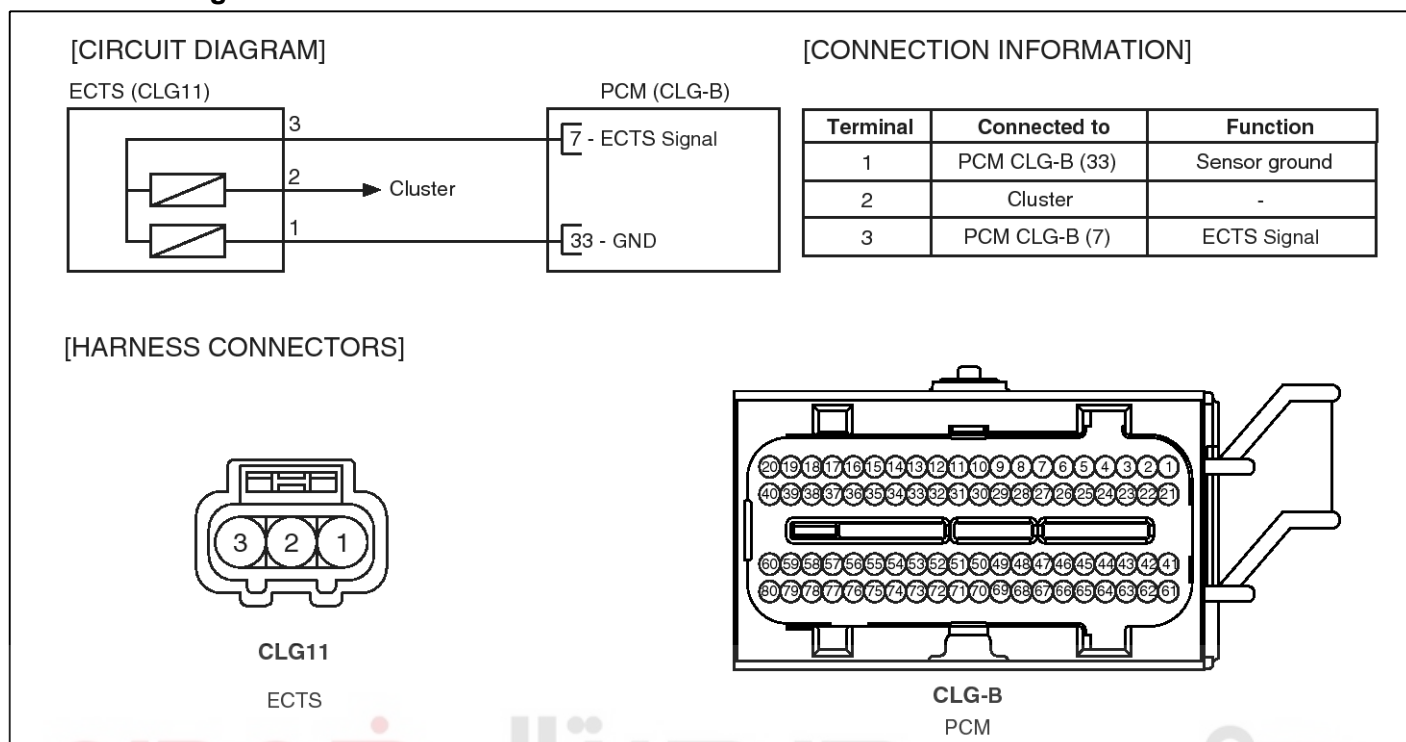 [CIRCUIT DIAGRAM]
ECTS (CLG11)
PCM (CLG-B)
3
7 - ECTS Signal
2
Cluster
1
33 - GND
[CONNECTION INFORMATION]
Terminal Connected to Function
1 PCM CLG-B (33) Sensor ground
2 Cluster -
3 PCM CLG-B (7) ECTS Signal
[HARNESS CONNECTORS]
3 2 1
CLG11
ECTS
20 19 18 17 16 15 14 13 12 11 10 9 8 7 6 5 4 3 2 1
40 39 38 37 36 35 34 33 32 31 30 29 28 27 26 25 24 23 22 21
60 59 58 57 56 55 54 53 52 51 50 49 48 47 46 45 44 43 42 41
80 79 78 77 76 75 74 73 72 71 70 69 68 67 66 65 64 63 62 61
CLG-B
PCM